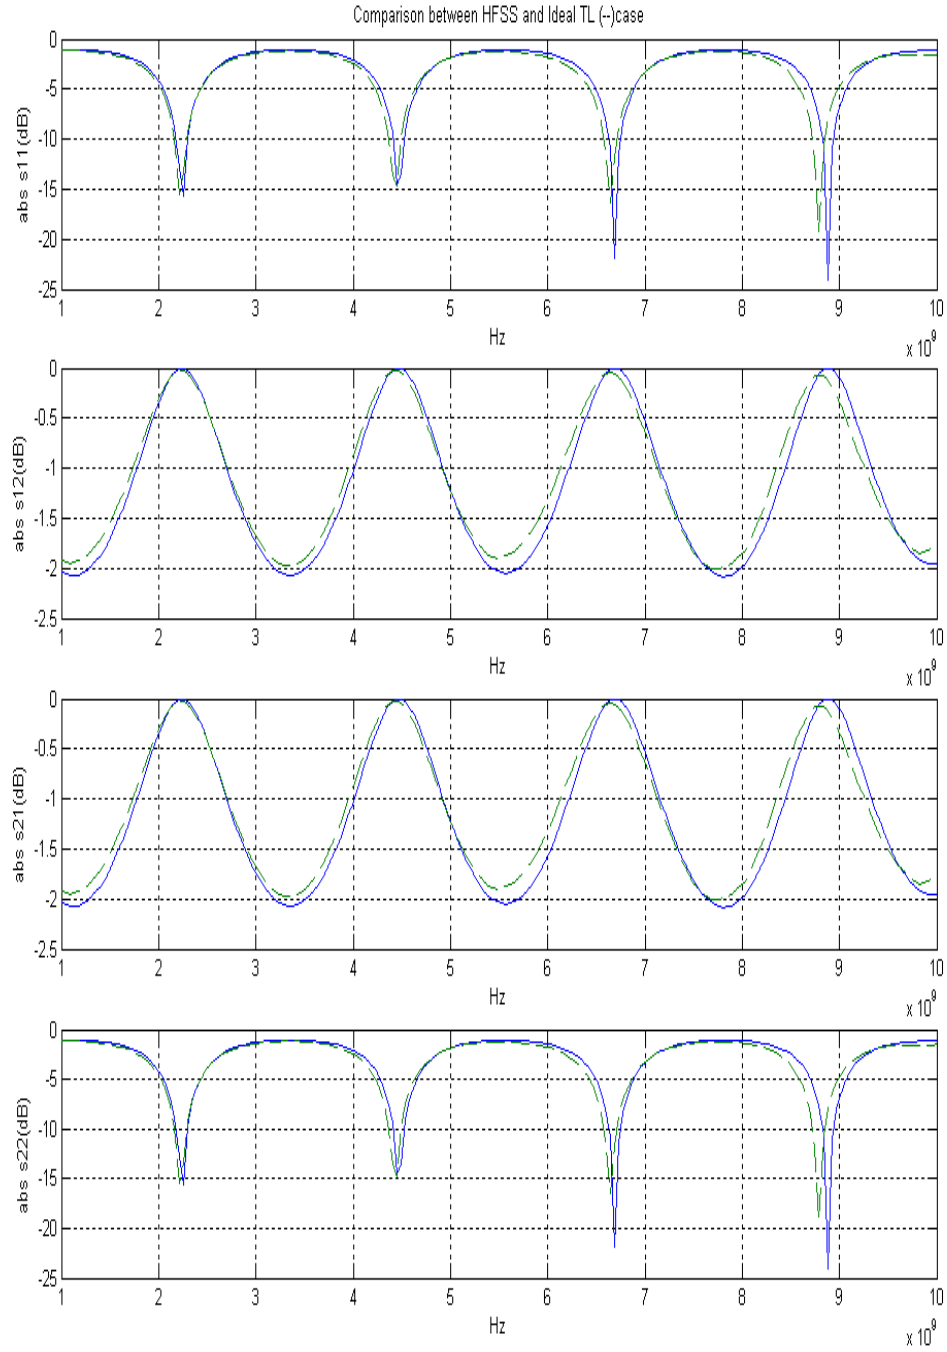 Comparison between HFSS and Ideal TL (--)case
0
-5
-10
-15
-20
-25
abs s11(dB)
1 2 3 4 5 6 7 8 9 10
Hz
x 10^9
0
-0.5
-1
-1.5
-2
-2.5
abs s12(dB)
1 2 3 4 5 6 7 8 9 10
Hz
x 10^9
0
-0.5
-1
-1.5
-2
-2.5
abs s21(dB)
1 2 3 4 5 6 7 8 9 10
Hz
x 10^9
0
-5
-10
-15
-20
-25
abs s22(dB)
1 2 3 4 5 6 7 8 9 10
Hz
x 10^9